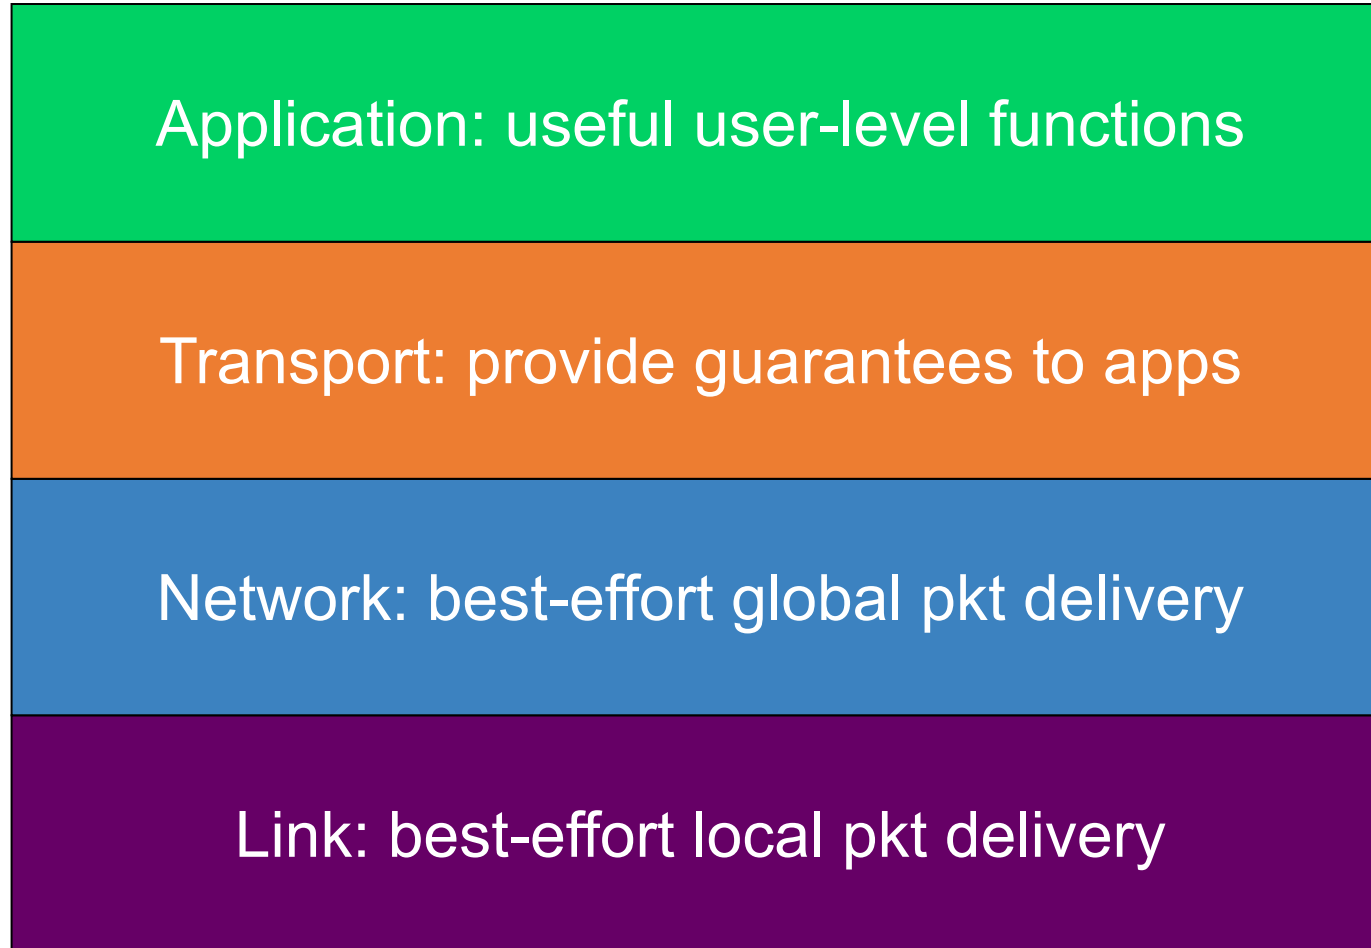 Application: useful user-level functions
Transport: provide guarantees to apps
Network: best-effort global pkt delivery
Link: best-effort local pkt delivery